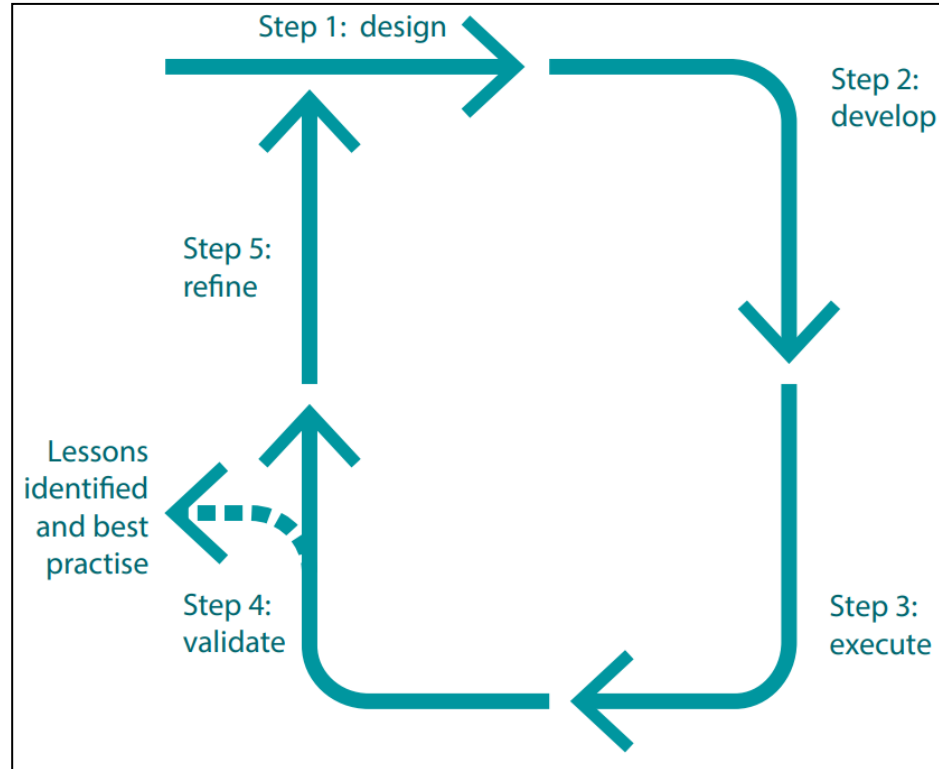 Step 1: design
Step 2:
develop
Step 5:
refine
Lessons
identified
and best
practise
Step 4:
validate
Step 3:
execute